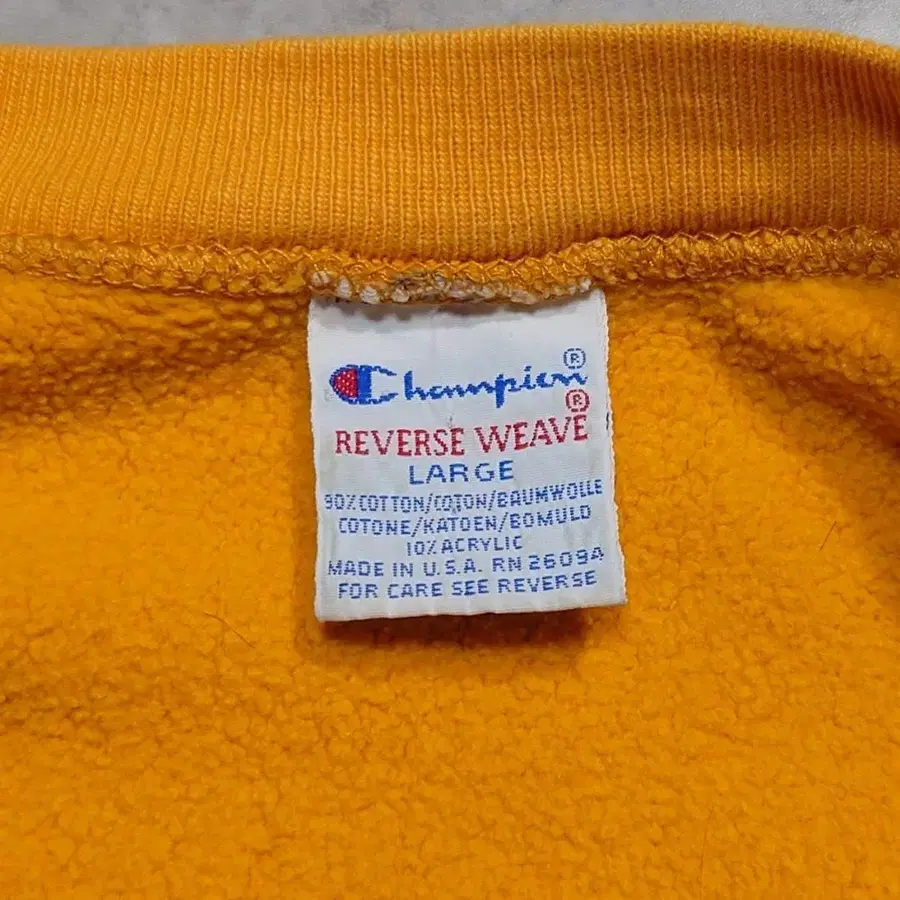 Champion®
REVERSE WEAVE®
LARGE
90% COTTON/COTON/BAUMWOLLE
COTONE/KATOEN/BOMULD
10% ACRYLIC
MADE IN U.S.A. RN 26094
FOR CARE SEE REVERSE